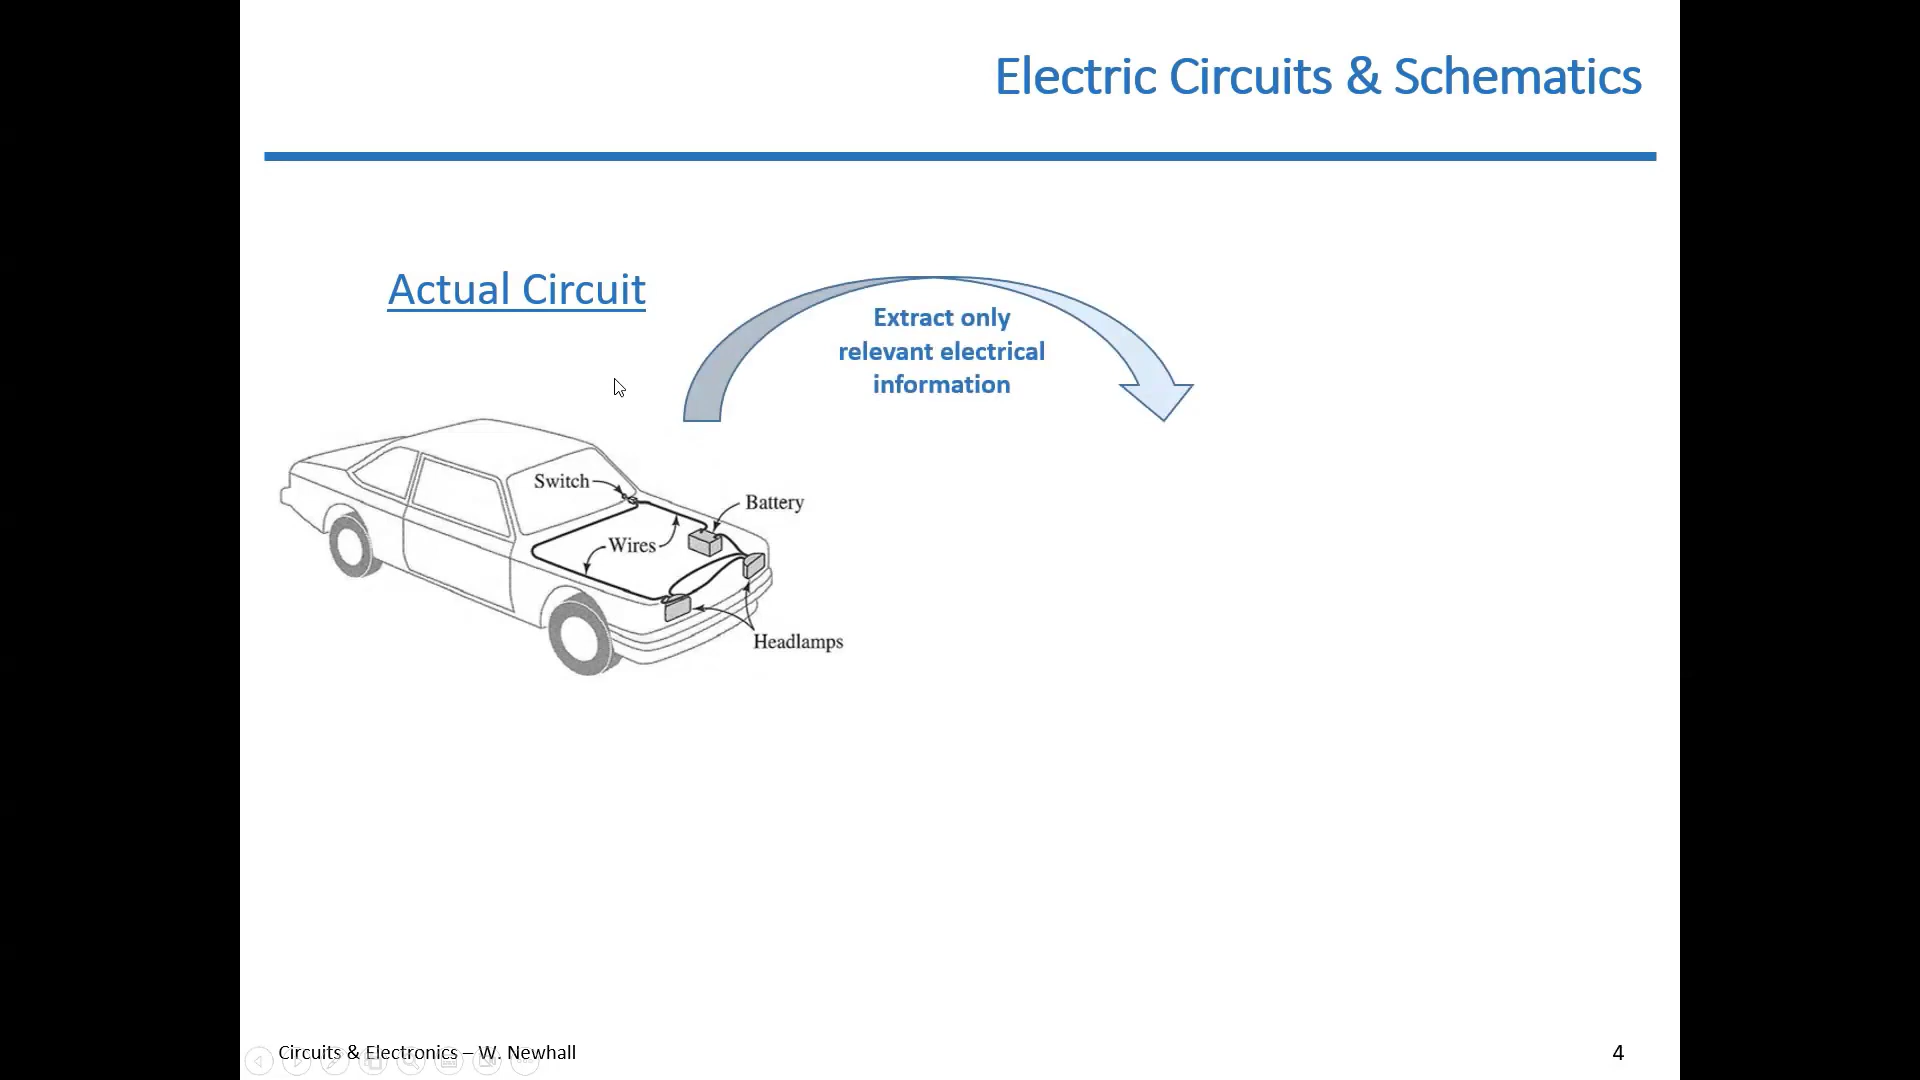 Electric Circuits & Schematics
Actual Circuit
Extract only
relevant electrical
information
Switch
Battery
Wires
Headlamps
Circuits & Electronics – W. Newhall
4